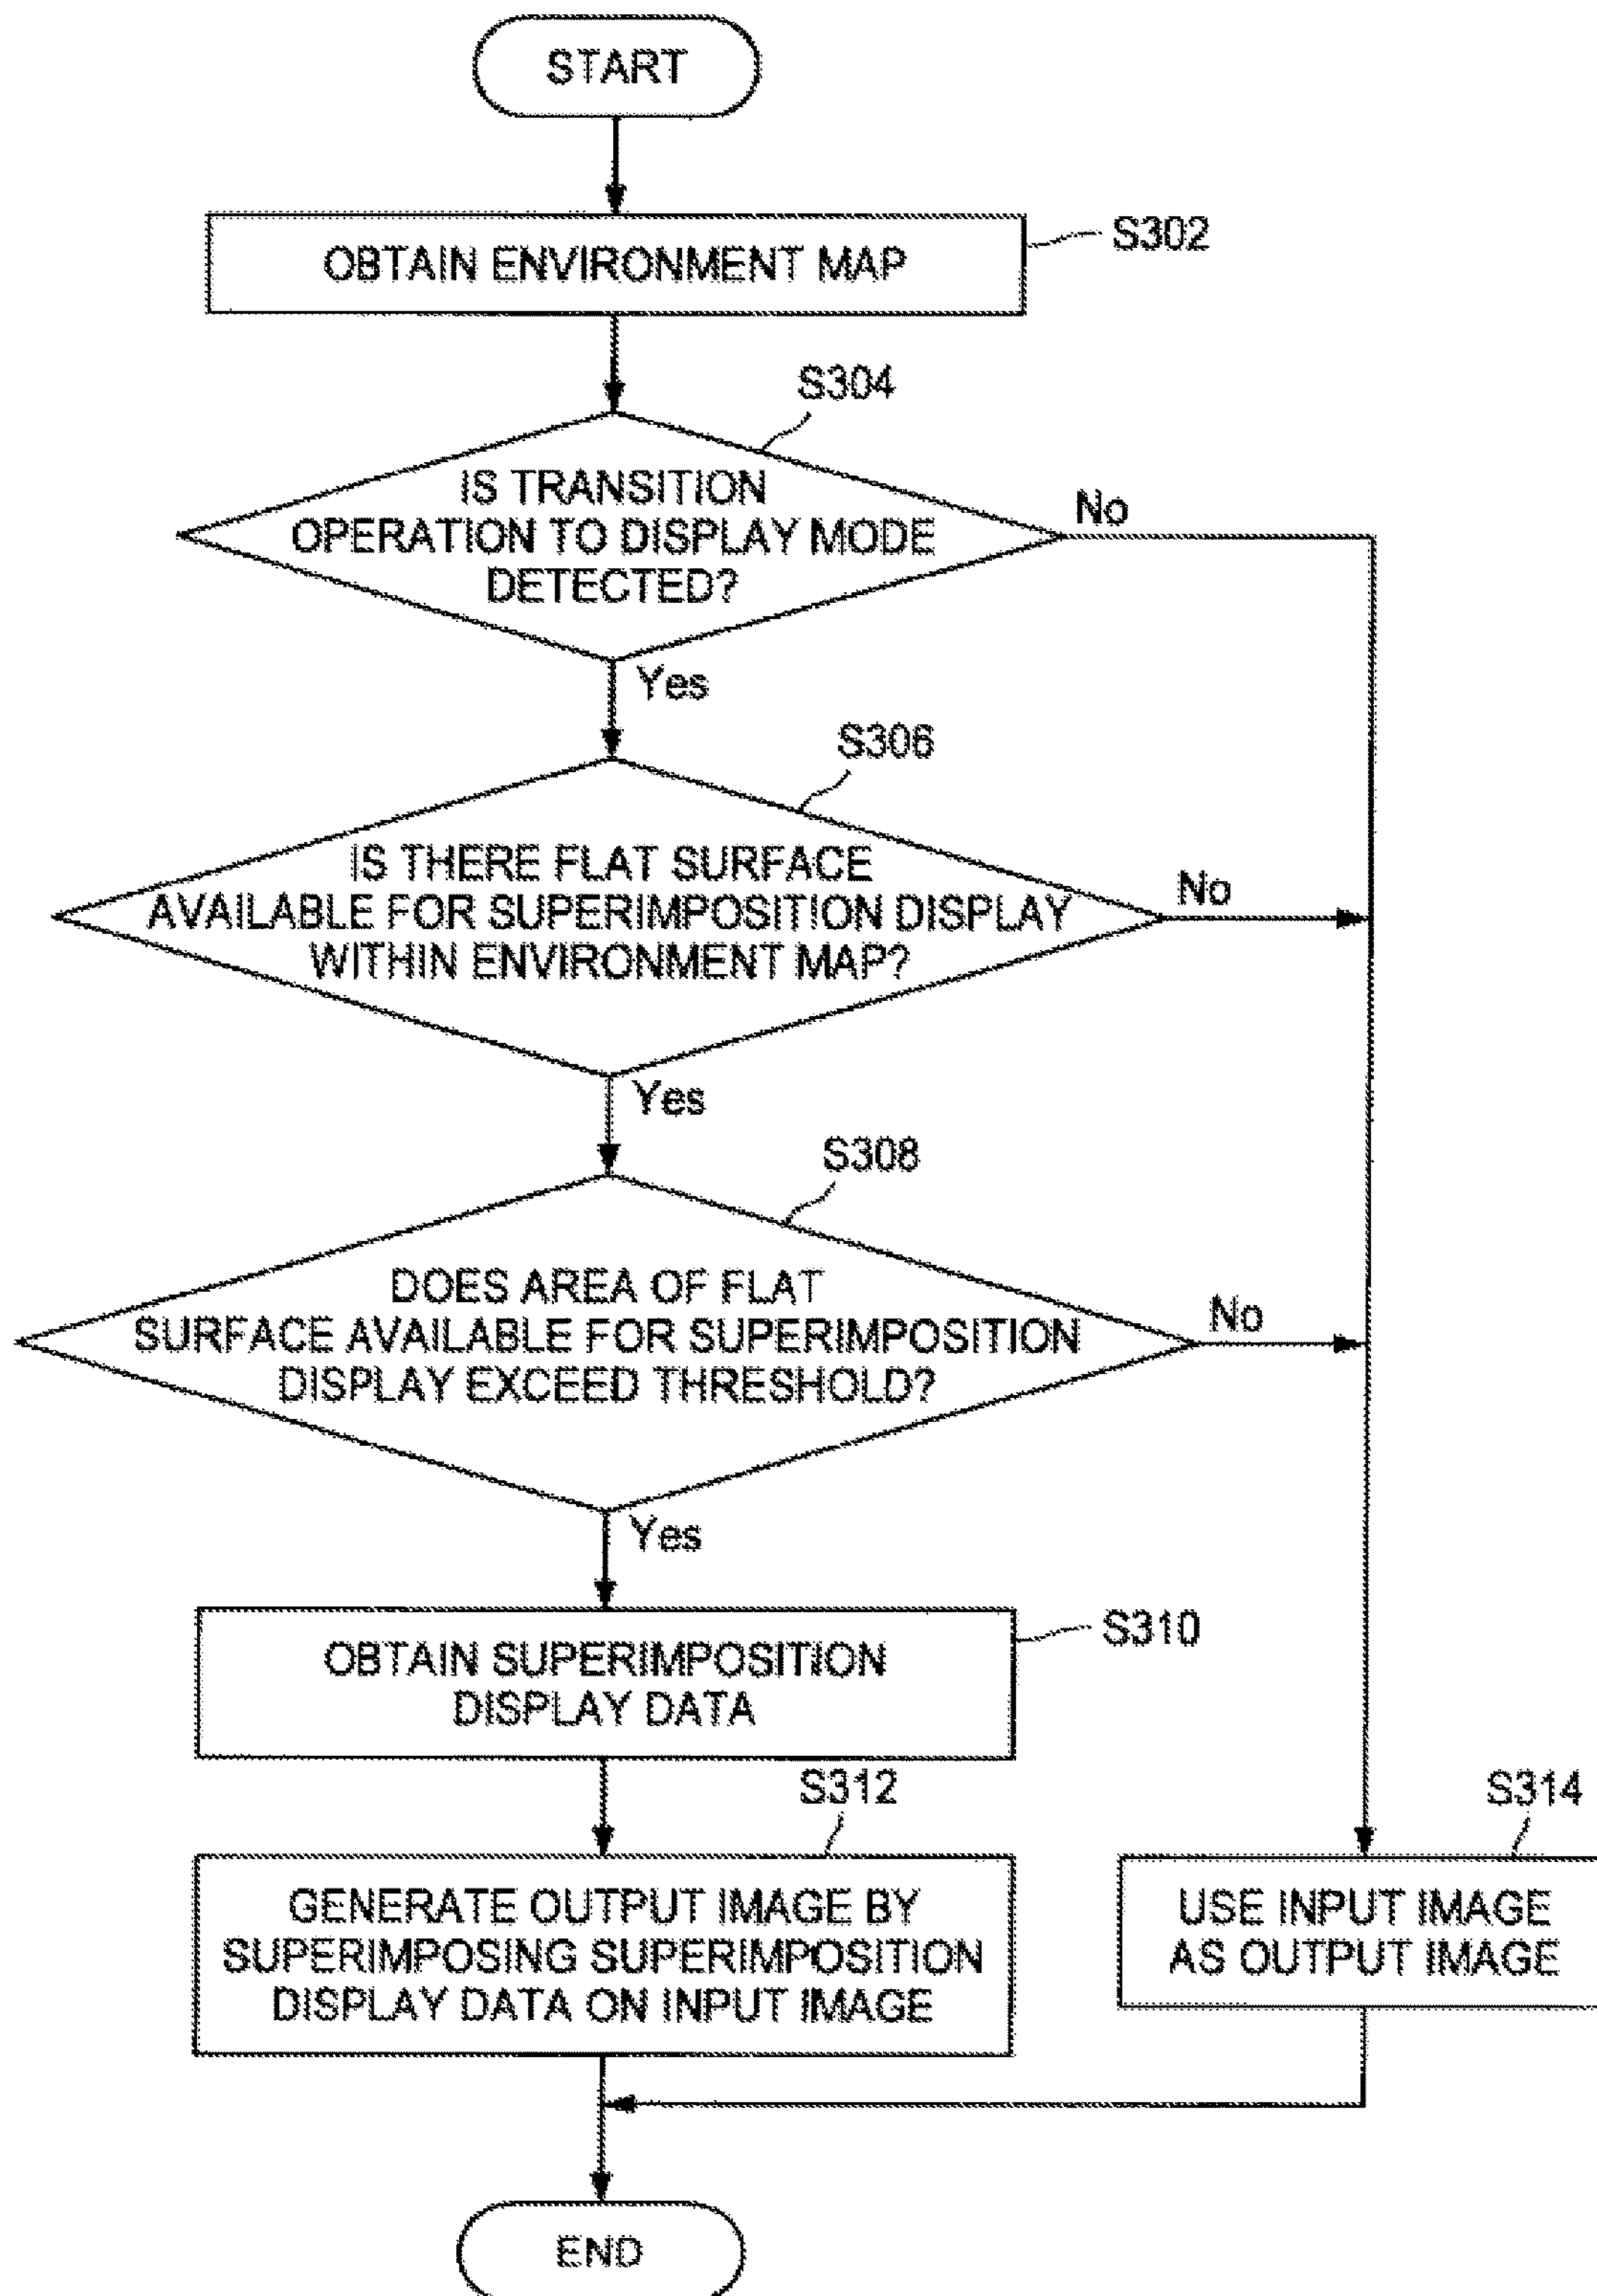 START
OBTAIN ENVIRONMENT MAP
S302
S304
IS TRANSITION
OPERATION TO DISPLAY MODE
DETECTED?
No
Yes
S306
IS THERE FLAT SURFACE
AVAILABLE FOR SUPERIMPOSITION DISPLAY
WITHIN ENVIRONMENT MAP?
No
Yes
S308
DOES AREA OF FLAT
SURFACE AVAILABLE FOR SUPERIMPOSITION
DISPLAY EXCEED THRESHOLD?
No
Yes
S310
OBTAIN SUPERIMPOSITION
DISPLAY DATA
S312
GENERATE OUTPUT IMAGE BY
SUPERIMPOSING SUPERIMPOSITION
DISPLAY DATA ON INPUT IMAGE
S314
USE INPUT IMAGE
AS OUTPUT IMAGE
END